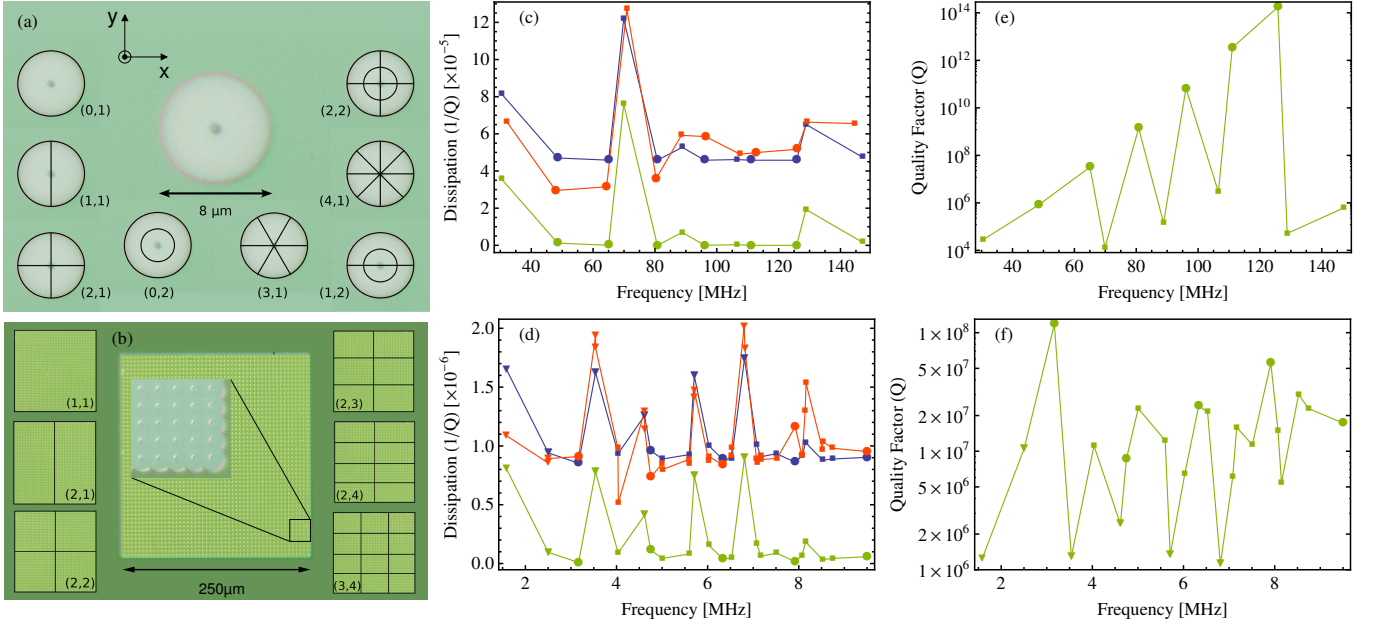 (a)
y
x
(0,1)
(1,1)
(2,1)
(0,2)
(3,1)
(2,2)
(4,1)
(1,2)
8 μm
(b)
(1,1)
(2,1)
(2,2)
(2,3)
(2,4)
(3,4)
250μm
(c)
Dissipation (1/Q) [×10⁻⁵]
12
10
8
6
4
2
0
40 60 80 100 120 140
Frequency [MHz]
(d)
Dissipation (1/Q) [×10⁻⁶]
2.0
1.5
1.0
0.5
0.0
2 4 6 8
Frequency [MHz]
(e)
Quality Factor (Q)
10¹⁴
10¹²
10¹⁰
10⁸
10⁶
10⁴
40 60 80 100 120 140
Frequency [MHz]
(f)
Quality Factor (Q)
1×10⁸
5×10⁷
2×10⁷
1×10⁷
5×10⁶
2×10⁶
1×10⁶
2 4 6 8
Frequency [MHz]